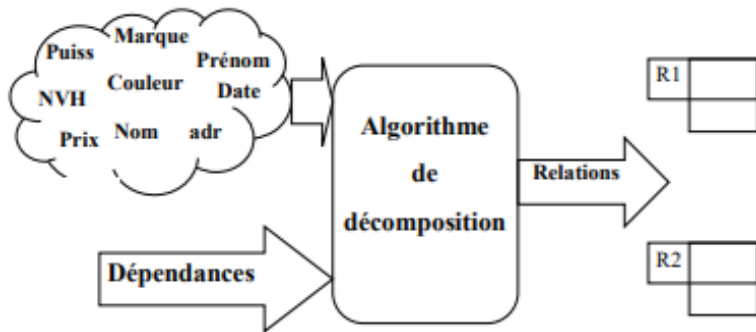 Marque
Puiss
Prénom
Couleur
Date
NVH
Nom
adr
Prix
Algorithme
de
décomposition
Relations
Dépendances
R1
R2